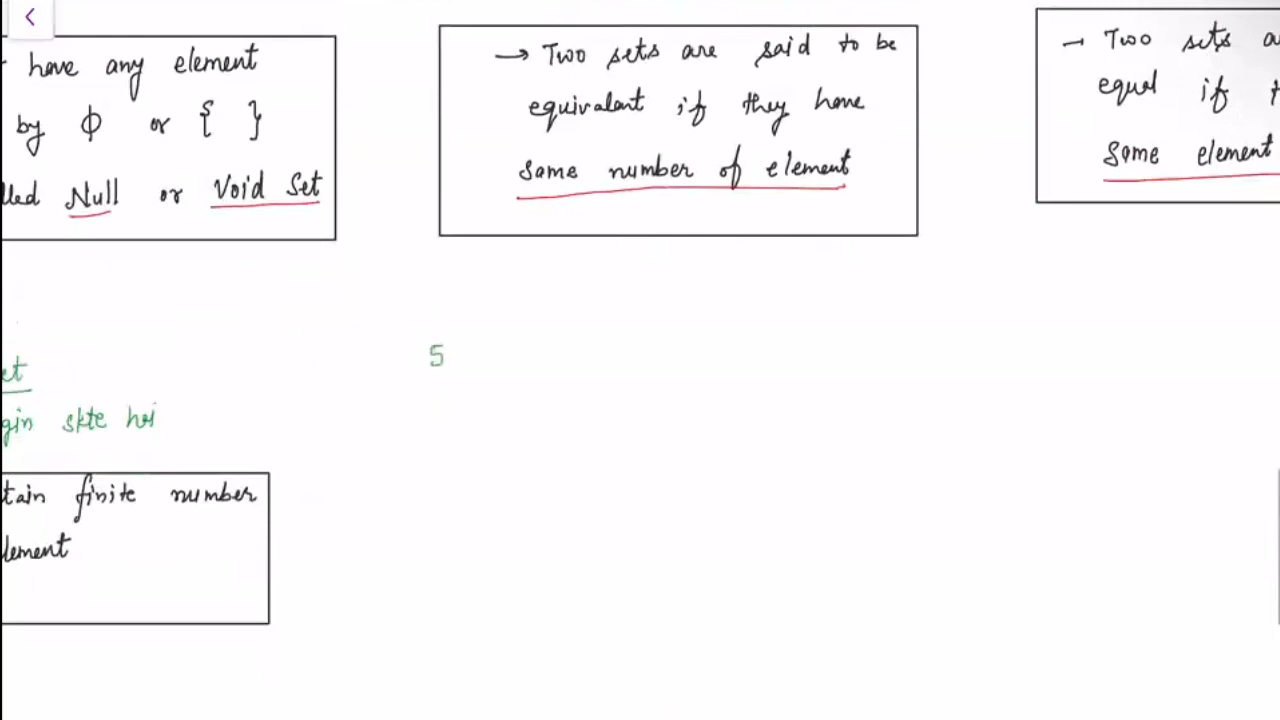 have any element
by ϕ or { }
lled Null or Void Set
→ Two sets are said to be
equivalent if they have
same number of element
→ Two sets a
equal if t
Same element
et
gin skte hai
5
tain finite number
lement